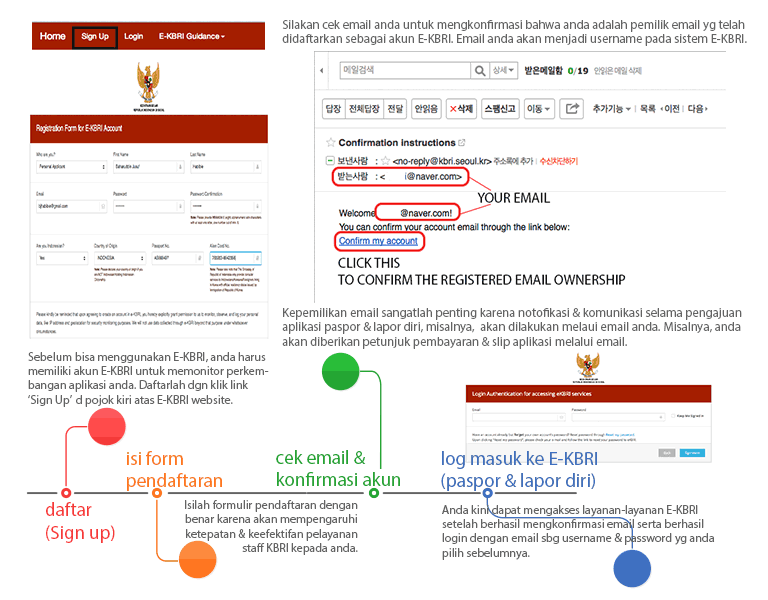 Home Sign Up Login E-KBRI Guidance
Registration Form for E-KBRI Account
Who are you? First Name Last Name
Personal Applicant
Email Password Password Confirmation
Are you Indonesian? Country of Origin Passport No. Alien Card No.
Yes INDONESIA
Sebelum bisa menggunakan E-KBRI, anda harus
memiliki akun E-KBRI untuk memonitor perkem-
bangan aplikasi anda. Daftarlah dgn klik link
‘Sign Up’ d pojok kiri atas E-KBRI website.
Silakan cek email anda untuk mengkonfirmasi bahwa anda adalah pemilik email yg telah
didaftarkan sebagai akun E-KBRI. Email anda akan menjadi username pada sistem E-KBRI.
메일검색 상세 받은메일함 0/19 안읽은 메일 삭제
답장 전체답장 전달 안읽음 ×삭제 스팸신고 이동 추가기능 목록 이전 다음
Confirmation instructions
보낸사람 : <no-reply@kbri.seoul.kr> 주소록에 추가 수신차단하기
받는사람 : < i@naver.com>
YOUR EMAIL
Welcome @naver.com!
You can confirm your account email through the link below:
Confirm my account
CLICK THIS
TO CONFIRM THE REGISTERED EMAIL OWNERSHIP
Kepemilikan email sangatlah penting karena notofikasi & komunikasi selama pengajuan
aplikasi paspor & lapor diri, misalnya, akan dilakukan melaui email anda. Misalnya, anda
akan diberikan petunjuk pembayaran & slip aplikasi melalui email.
Login Authentication for accessing eKBRI services
Email Password
daftar
(Sign up)
isi form
pendaftaran
Isilah formulir pendaftaran dengan
benar karena akan mempengaruhi
ketepatan & keefektifan pelayanan
staff KBRI kepada anda.
cek email &
konfirmasi akun
log masuk ke E-KBRI
(paspor & lapor diri)
Anda kini dapat mengakses layanan-layanan E-KBRI
setelah berhasil mengkonfirmasi email serta berhasil
login dengan email sbg username & password yg anda
pilih sebelumnya.